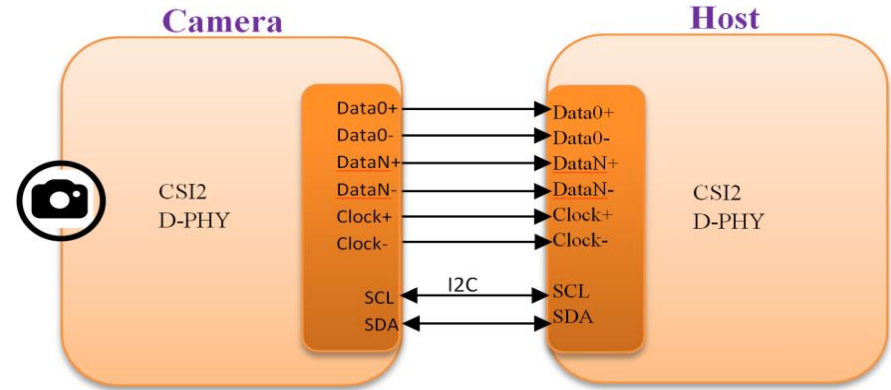 Camera
Host
Data0+
Data0-
DataN+
DataN-
Clock+
Clock-
SCL
SDA
CSI2
D-PHY
I2C
Data0+
Data0-
DataN+
DataN-
Clock+
Clock-
SCL
SDA
CSI2
D-PHY